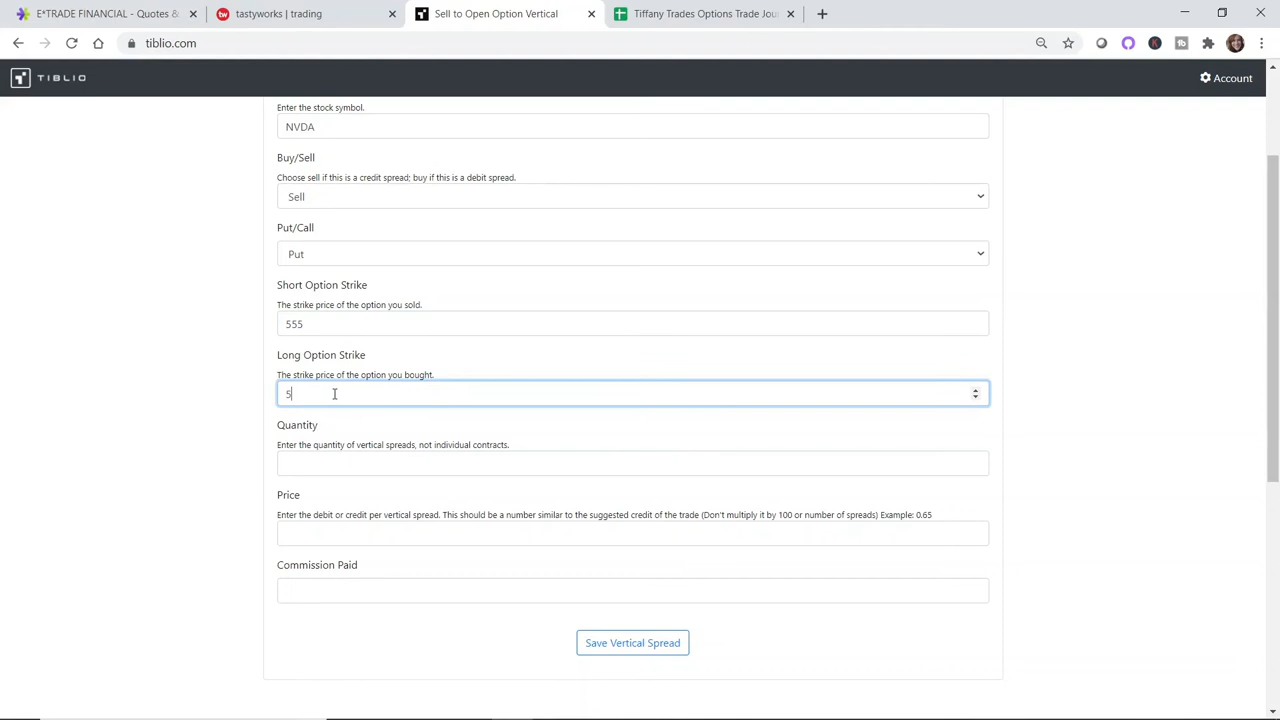 E*TRADE FINANCIAL - Quotes &
tastyworks | trading
Sell to Open Option Vertical
Tiffany Trades Options Trade Jou
tiblio.com
TIBLIO
Account
Enter the stock symbol.
NVDA
Buy/Sell
Choose sell if this is a credit spread; buy if this is a debit spread.
Sell
Put/Call
Put
Short Option Strike
The strike price of the option you sold.
555
Long Option Strike
The strike price of the option you bought.
5
Quantity
Enter the quantity of vertical spreads, not individual contracts.
Price
Enter the debit or credit per vertical spread. This should be a number similar to the suggested credit of the trade (Don't multiply it by 100 or number of spreads) Example: 0.65
Commission Paid
Save Vertical Spread